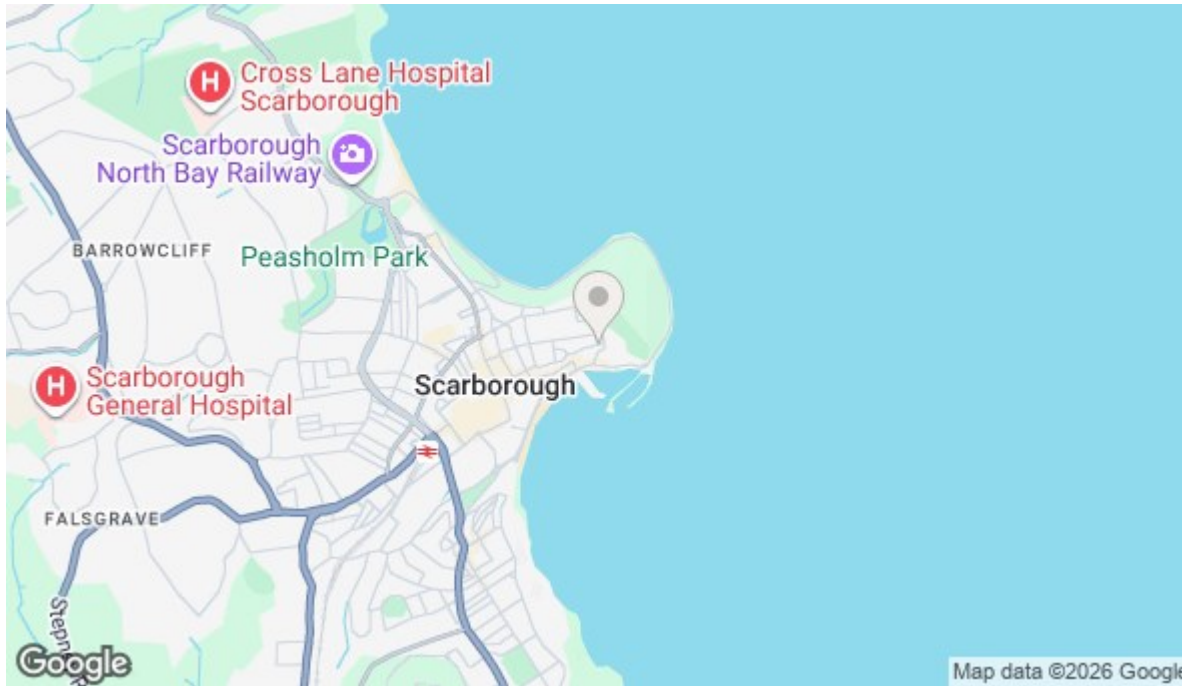 Cross Lane Hospital
Scarborough
Scarborough
North Bay Railway
BARROWCLIFF
Peasholm Park
Scarborough
General Hospital
Scarborough
FALSGRAVE
Google
Map data ©2026 Google